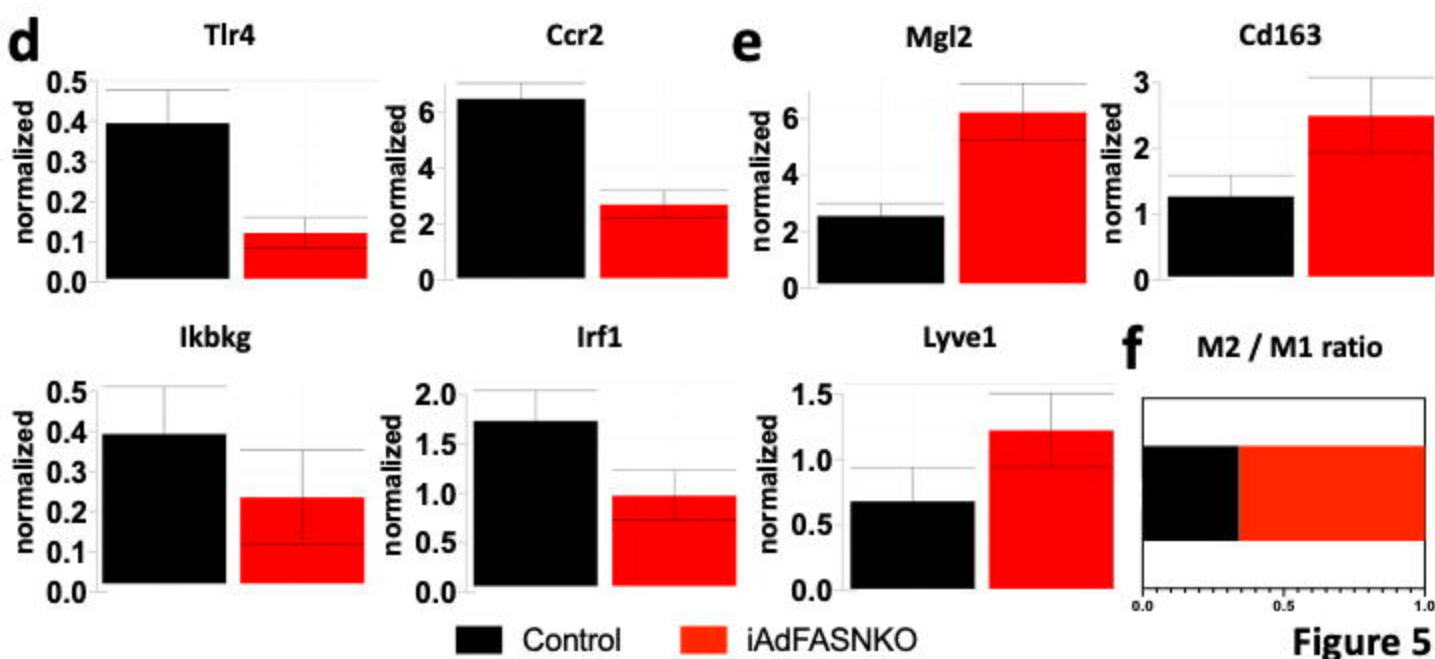 d
Tlr4
normalized
0.5
0.4
0.3
0.2
0.1
0.0
Ccr2
normalized
6
4
2
0
e
Mgl2
normalized
6
4
2
0
Cd163
normalized
3
2
1
0
Ikbkg
normalized
0.5
0.4
0.3
0.2
0.1
0.0
Irf1
normalized
2.0
1.5
1.0
0.5
0.0
Lyve1
normalized
1.5
1.0
0.5
0.0
f
M2 / M1 ratio
0.0 0.5 1.0
Control iAdFASNKO
Figure 5